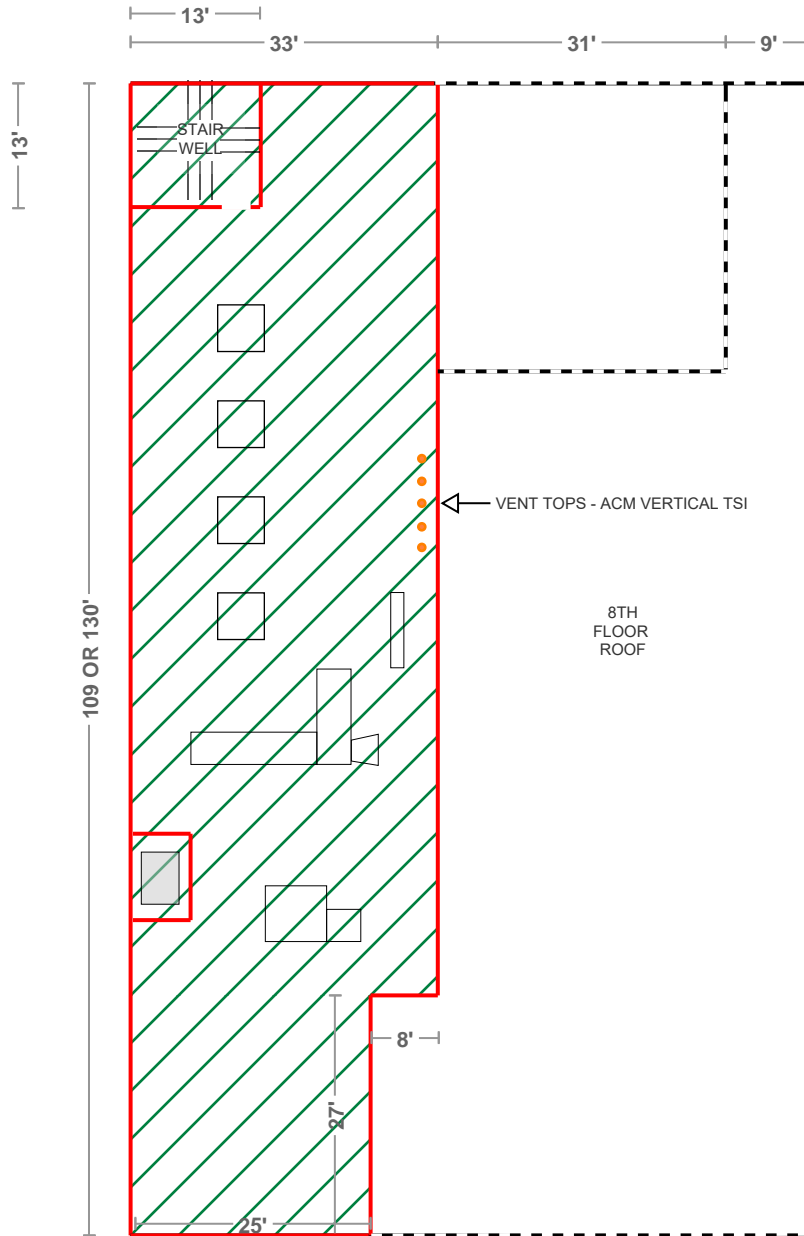 13'
33'
31'
9'
13'
STAIR
WELL
VENT TOPS - ACM VERTICAL TSI
109 OR 130'
8TH
FLOOR
ROOF
8'
27'
25'